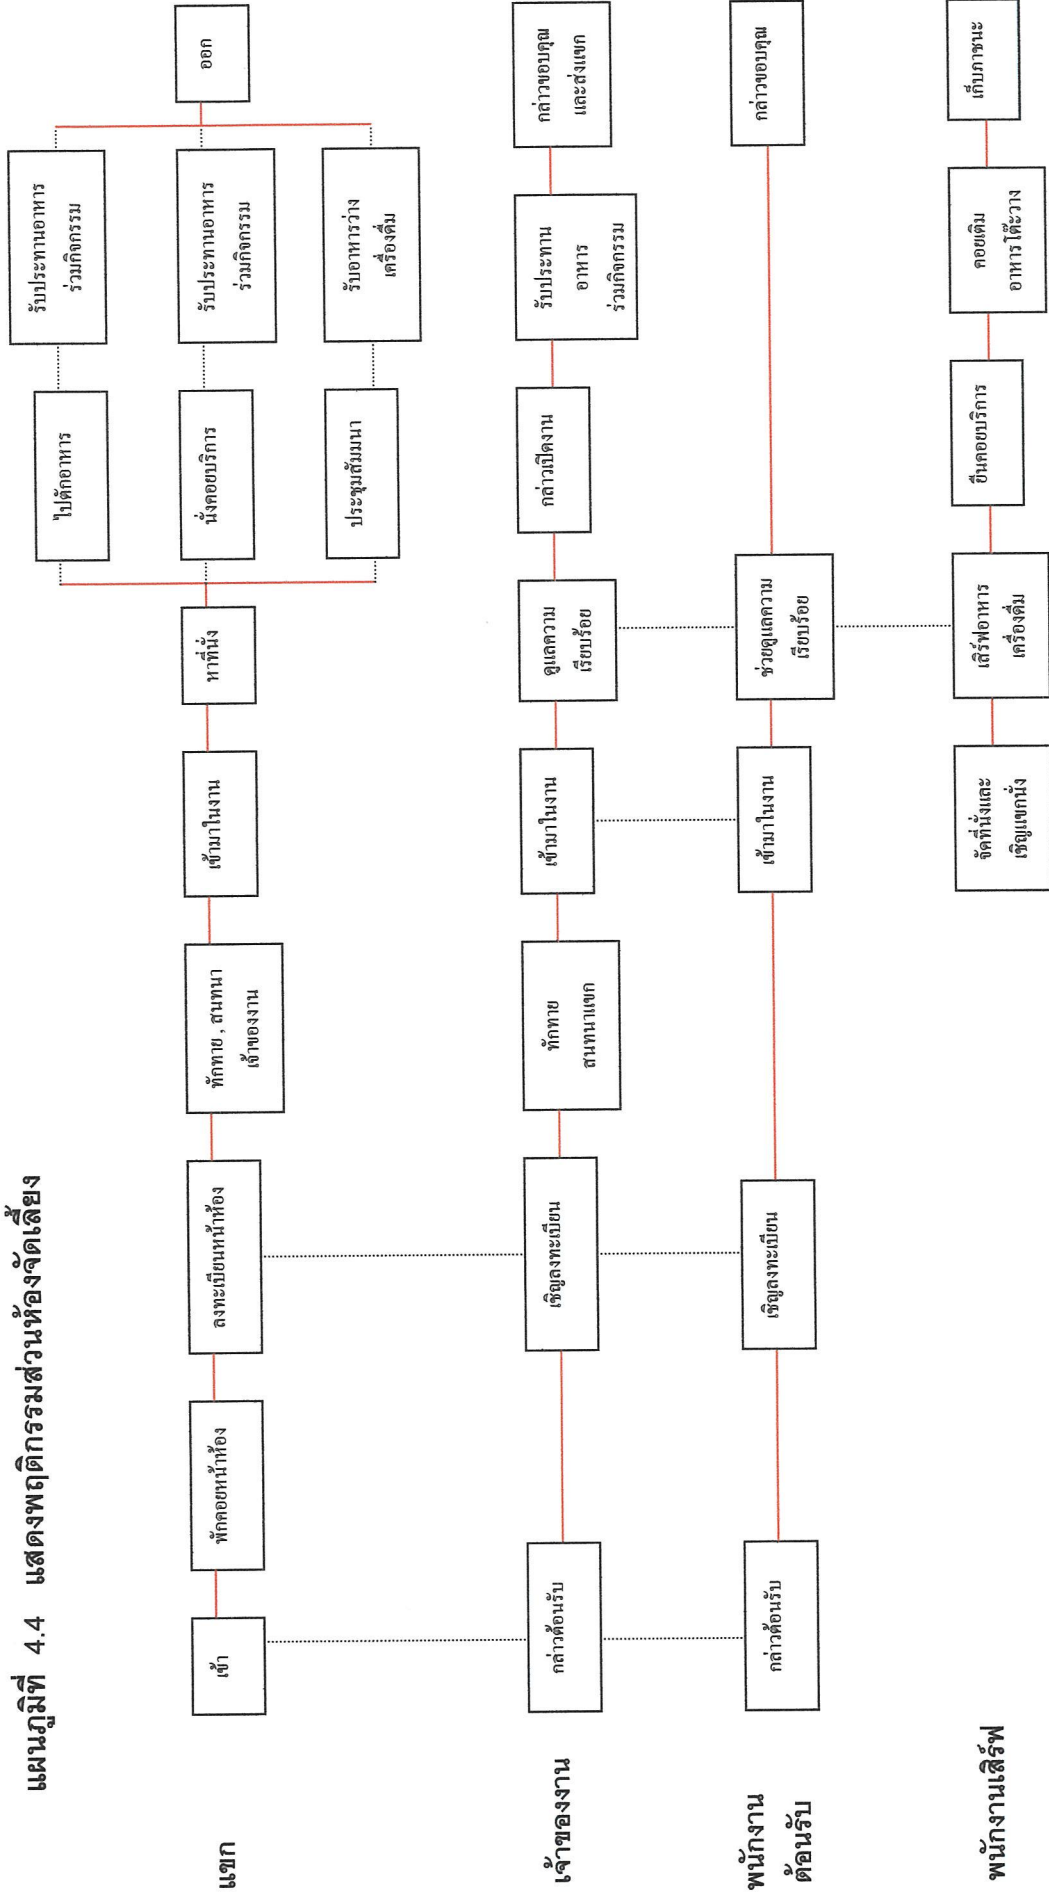 แผนภูมิที่ 4.4 แสดงพฤติกรรมส่วนห้องจัดเลี้ยง
แขก
เข้า
พักคอยหน้าห้อง
ลงทะเบียนหน้าห้อง
ทักทาย , สนทนา
เจ้าของงาน
เข้ามาในงาน
หาที่นั่ง
ไปตักอาหาร
รับประทานอาหาร
ร่วมกิจกรรม
นั่งคอยบริการ
รับประทานอาหาร
ร่วมกิจกรรม
ประชุมสัมมนา
รับอาหารว่าง
เครื่องดื่ม
ออก
เจ้าของงาน
กล่าวต้อนรับ
เชิญลงทะเบียน
ทักทาย
สนทนาแขก
เข้ามาในงาน
ดูแลความ
เรียบร้อย
กล่าวเปิดงาน
รับประทาน
อาหาร
ร่วมกิจกรรม
กล่าวขอบคุณ
และส่งแขก
พนักงาน
ต้อนรับ
กล่าวต้อนรับ
เชิญลงทะเบียน
เข้ามาในงาน
ช่วยดูแลความ
เรียบร้อย
กล่าวขอบคุณ
พนักงานเสิร์ฟ
จัดที่นั่งและ
เชิญแขกนั่ง
เสิร์ฟอาหาร
เครื่องดื่ม
ยืนคอยบริการ
คอยเติม
อาหารโต๊ะวาง
เก็บภาชนะ